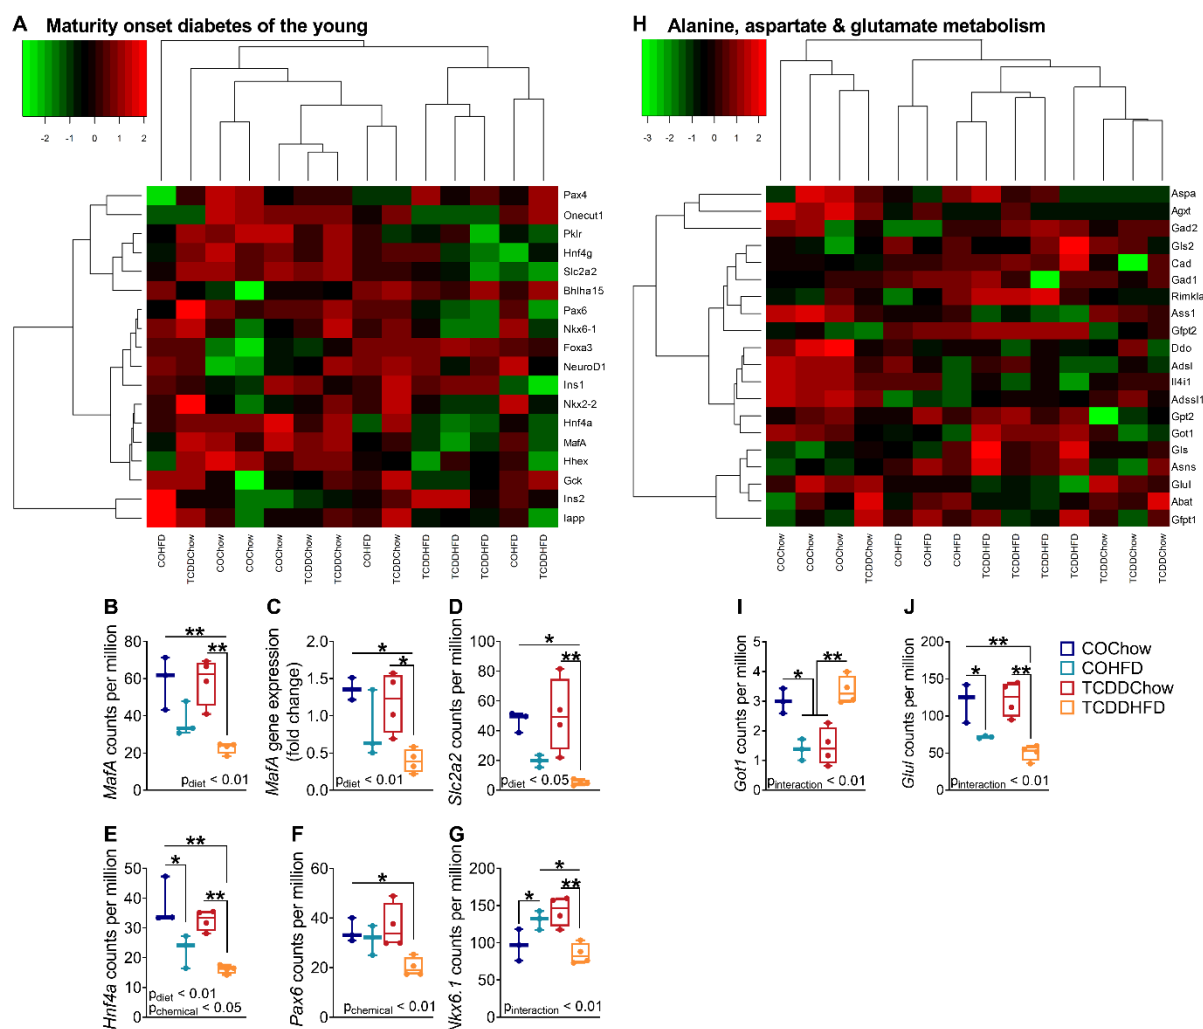 A Maturity onset diabetes of the young
-2 -1 0 1 2
Pax4
Onecut1
Pklr
Hnf4g
Slc2a2
Bhlha15
Pax6
Nkx6-1
Foxa3
NeuroD1
Ins1
Nkx2-2
Hnf4a
MafA
Hhex
Gck
Ins2
Iapp
COHFD TCDDChow COChow COChow COChow TCDDChow TCDDChow COHFD TCDDChow TCDDHFD TCDDHFD TCDDHFD COHFD TCDDHFD
H Alanine, aspartate & glutamate metabolism
-3 -2 -1 0 1 2
Aspa
Agxt
Gad2
Gls2
Cad
Gad1
Rimkla
Ass1
Gfpt2
Ddo
Adsl
Il4i1
Adssl1
Gpt2
Got1
Gls
Asns
Glul
Abat
Gfpt1
COChow COChow COChow TCDDChow COHFD COHFD COHFD TCDDHFD TCDDHFD TCDDHFD TCDDHFD TCDDChow TCDDChow TCDDChow
B
MafA counts per million
80
60
40
20
0
**
**
pdiet < 0.01
C
MafA gene expression
(fold change)
2.0
1.5
1.0
0.5
0.0
*
*
pdiet < 0.01
D
Slc2a2 counts per million
100
80
60
40
20
0
*
**
pdiet < 0.05
I
Got1 counts per million
5
4
3
2
1
0
*
**
pinteraction < 0.01
J
Glul counts per million
200
150
100
50
0
**
*
**
pinteraction < 0.01
COChow
COHFD
TCDDChow
TCDDHFD
E
Hnf4a counts per million
50
40
30
20
10
0
**
*
**
pdiet < 0.01
pchemical < 0.05
F
Pax6 counts per million
60
40
20
0
*
pchemical < 0.01
G
Nkx6.1 counts per million
200
150
100
50
0
*
*
**
pinteraction < 0.01